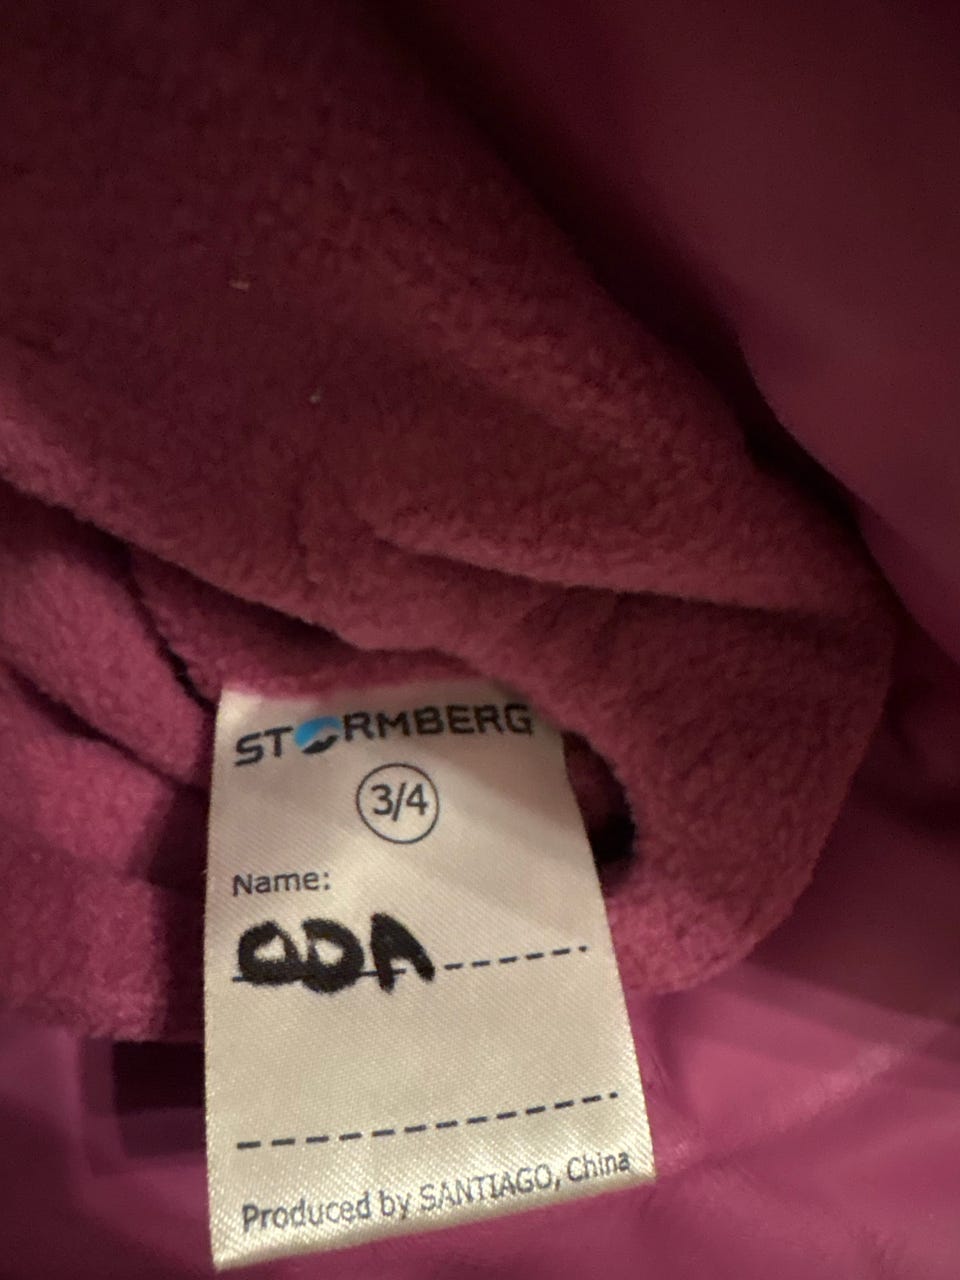 STORMBERG
3/4
Name:
ODA
Produced by SANTIAGO, China